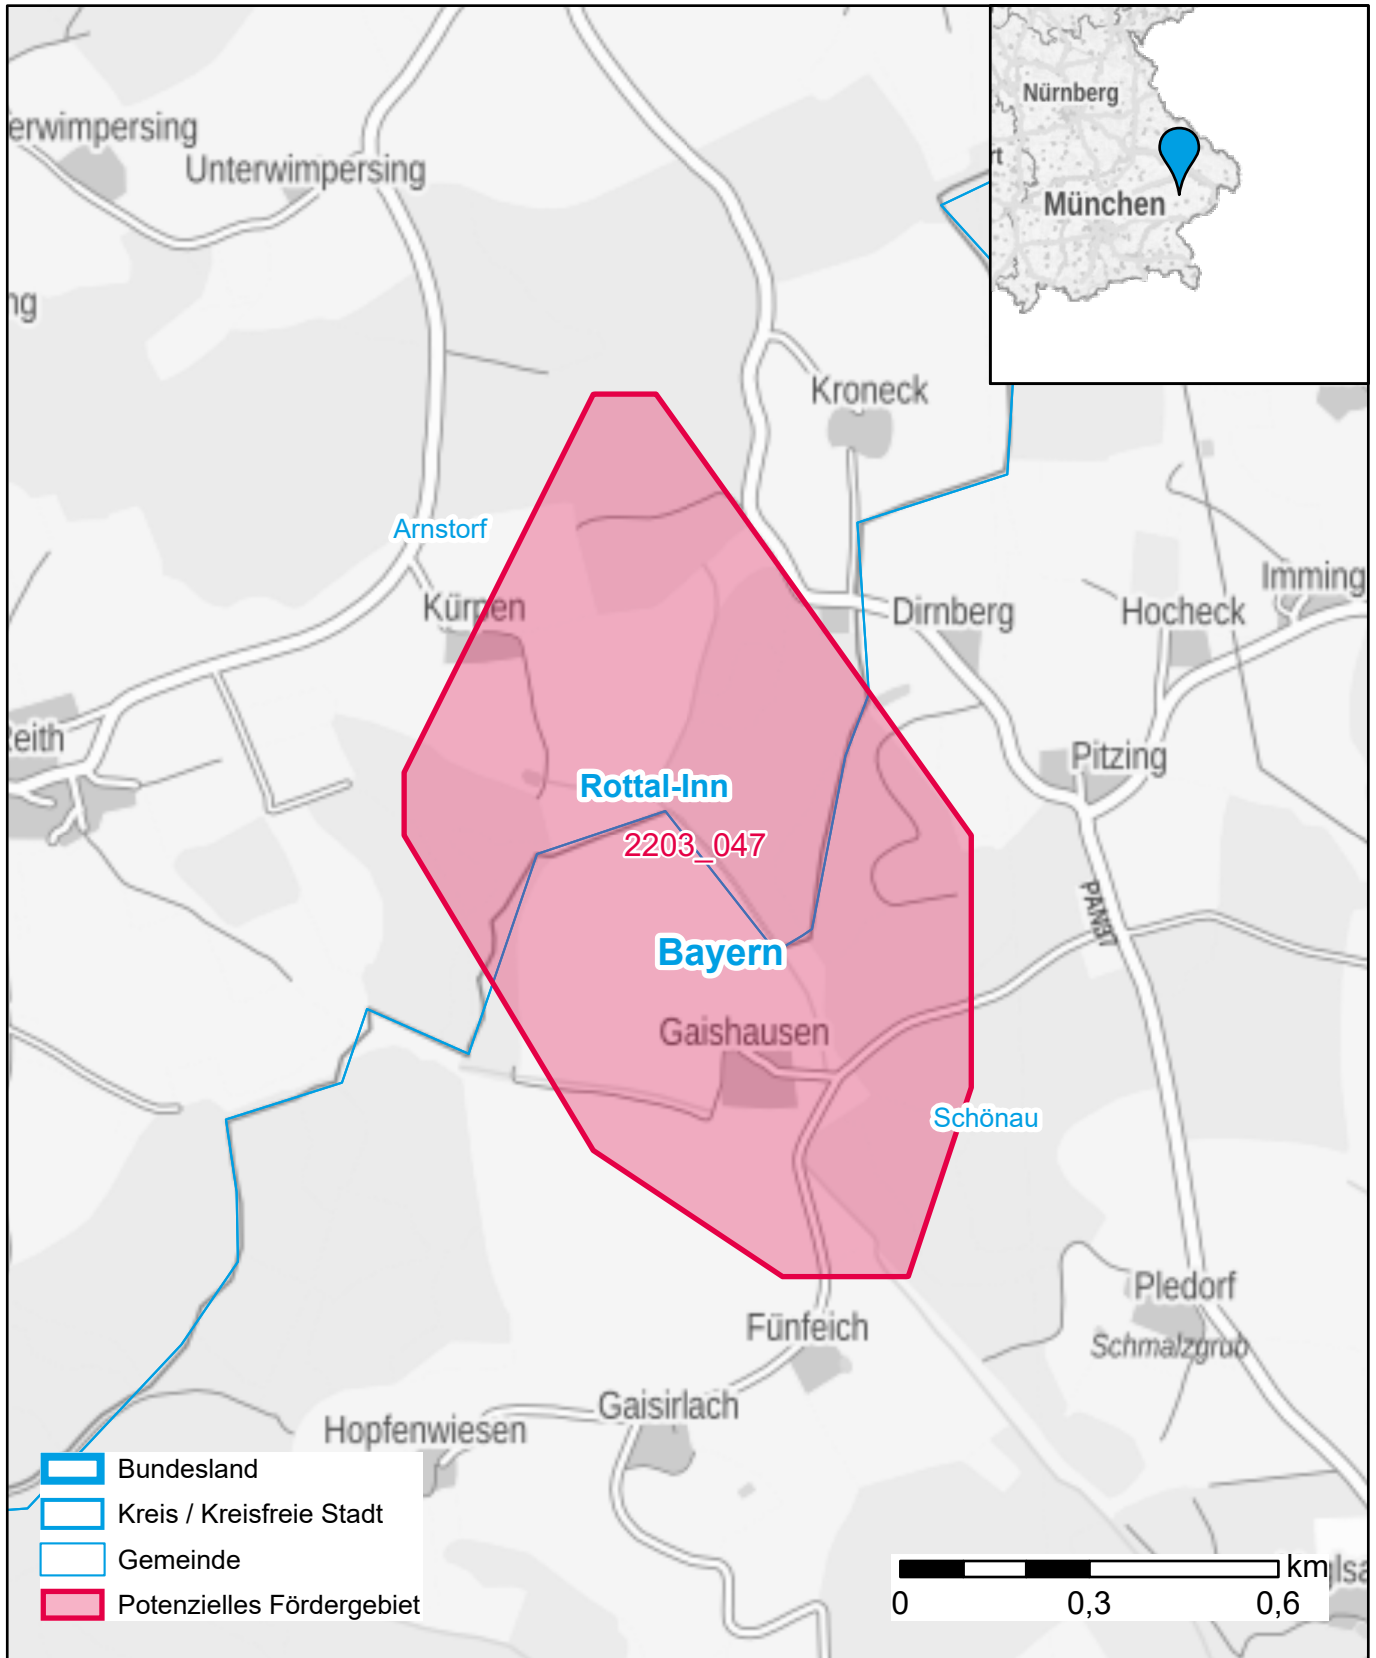 Nürnberg
München
erwimpersing
Unterwimpersing
ng
Kroneck
Arnstorf
Kürpen
Dirnberg
Hocheck
Imming
eith
Pitzing
Rottal-Inn
2203_047
PAN37
Bayern
Gaishausen
Schönau
Pledorf
Fünfeich
Schmalzgrub
Gaisirlach
Hopfenwiesen
Bundesland
Kreis / Kreisfreie Stadt
Gemeinde
Potenzielles Fördergebiet
km
0 0,3 0,6